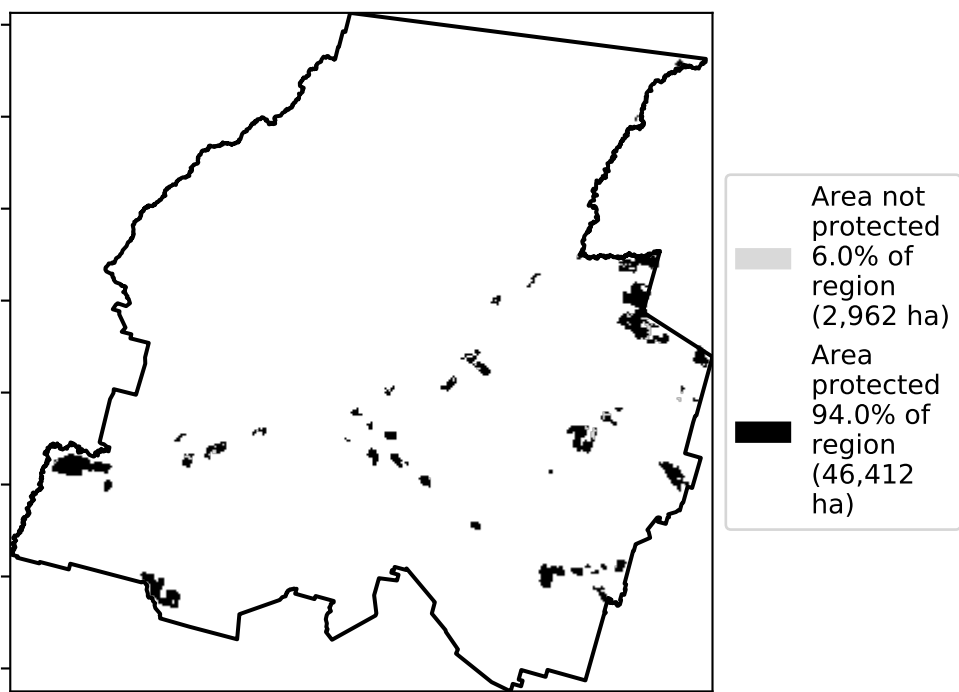 Area not
protected
6.0% of
region
(2,962 ha)
Area
protected
94.0% of
region
(46,412
ha)